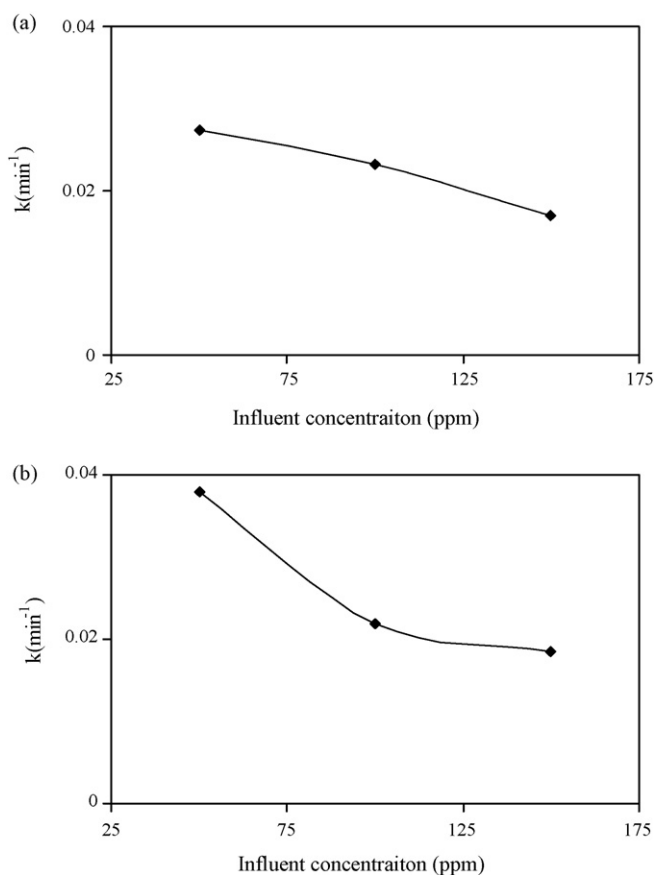 (a)
0.04
0.02
0
k(min⁻¹)
25
75
125
175
Influent concentraiton (ppm)
(b)
0.04
0.02
0
k(min⁻¹)
25
75
125
175
Influent concentraiton (ppm)